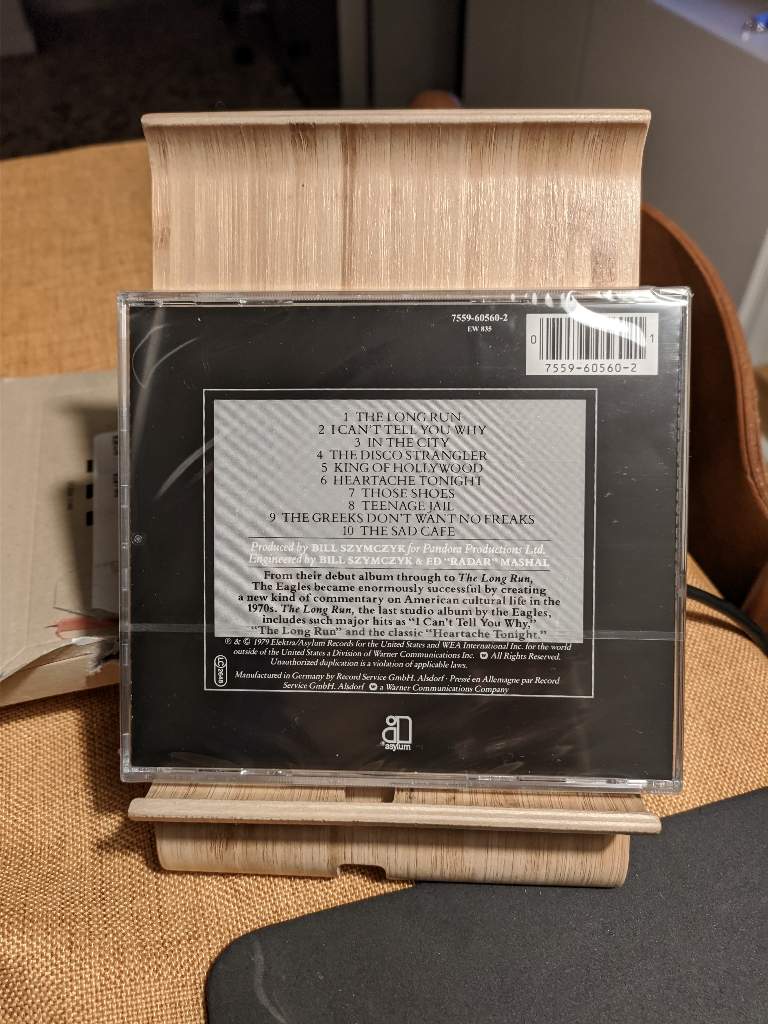 7559-60560-2
EW 835
0 1
7559-60560-2
1 THE LONG RUN
2 I CAN'T TELL YOU WHY
3 IN THE CITY
4 THE DISCO STRANGLER
5 KING OF HOLLYWOOD
6 HEARTACHE TONIGHT
7 THOSE SHOES
8 TEENAGE JAIL
9 THE GREEKS DON'T WANT NO FREAKS
10 THE SAD CAFE
Produced by BILL SZYMCZYK for Pandora Productions Ltd.
Engineered by BILL SZYMCZYK & ED "RADAR" MASHAL
From their debut album through to The Long Run,
The Eagles became enormously successful by creating
a new kind of commentary on American cultural life in the
1970s. The Long Run, the last studio album by the Eagles,
includes such major hits as "I Can't Tell You Why,"
"The Long Run" and the classic "Heartache Tonight."
℗ & © 1979 Elektra/Asylum Records for the United States and WEA International Inc. for the world
outside of the United States a Division of Warner Communications Inc. All Rights Reserved.
Unauthorized duplication is a violation of applicable laws.
LC 2648
Manufactured in Germany by Record Service GmbH. Alsdorf · Pressé en Allemagne par Record
Service GmbH. Alsdorf a Warner Communications Company
asylum